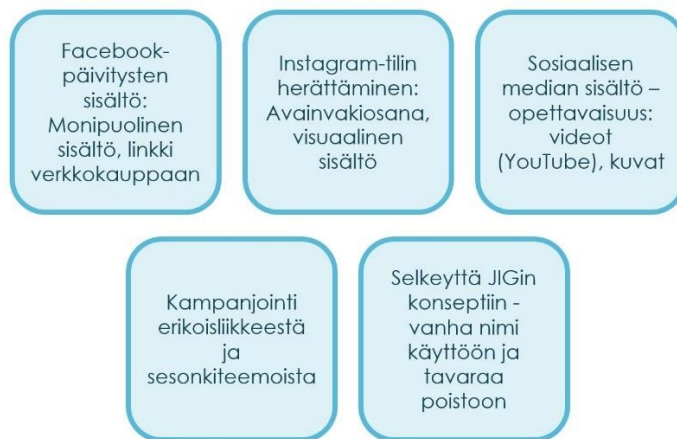 Facebook-
päivitysten
sisältö:
Monipuolinen
sisältö, linkki
verkkokauppaan
Instagram-tilin
herättäminen:
Avainvakiosana,
visuaalinen
sisältö
Sosiaalisen
median sisältö –
opettavaisuus:
videot
(YouTube), kuvat
Kampanjointi
erikoisliikkeestä
ja
sesonkiteemoista
Selkeyttä JIGin
konseptiin -
vanha nimi
käyttöön ja
tavaraa
poistoon